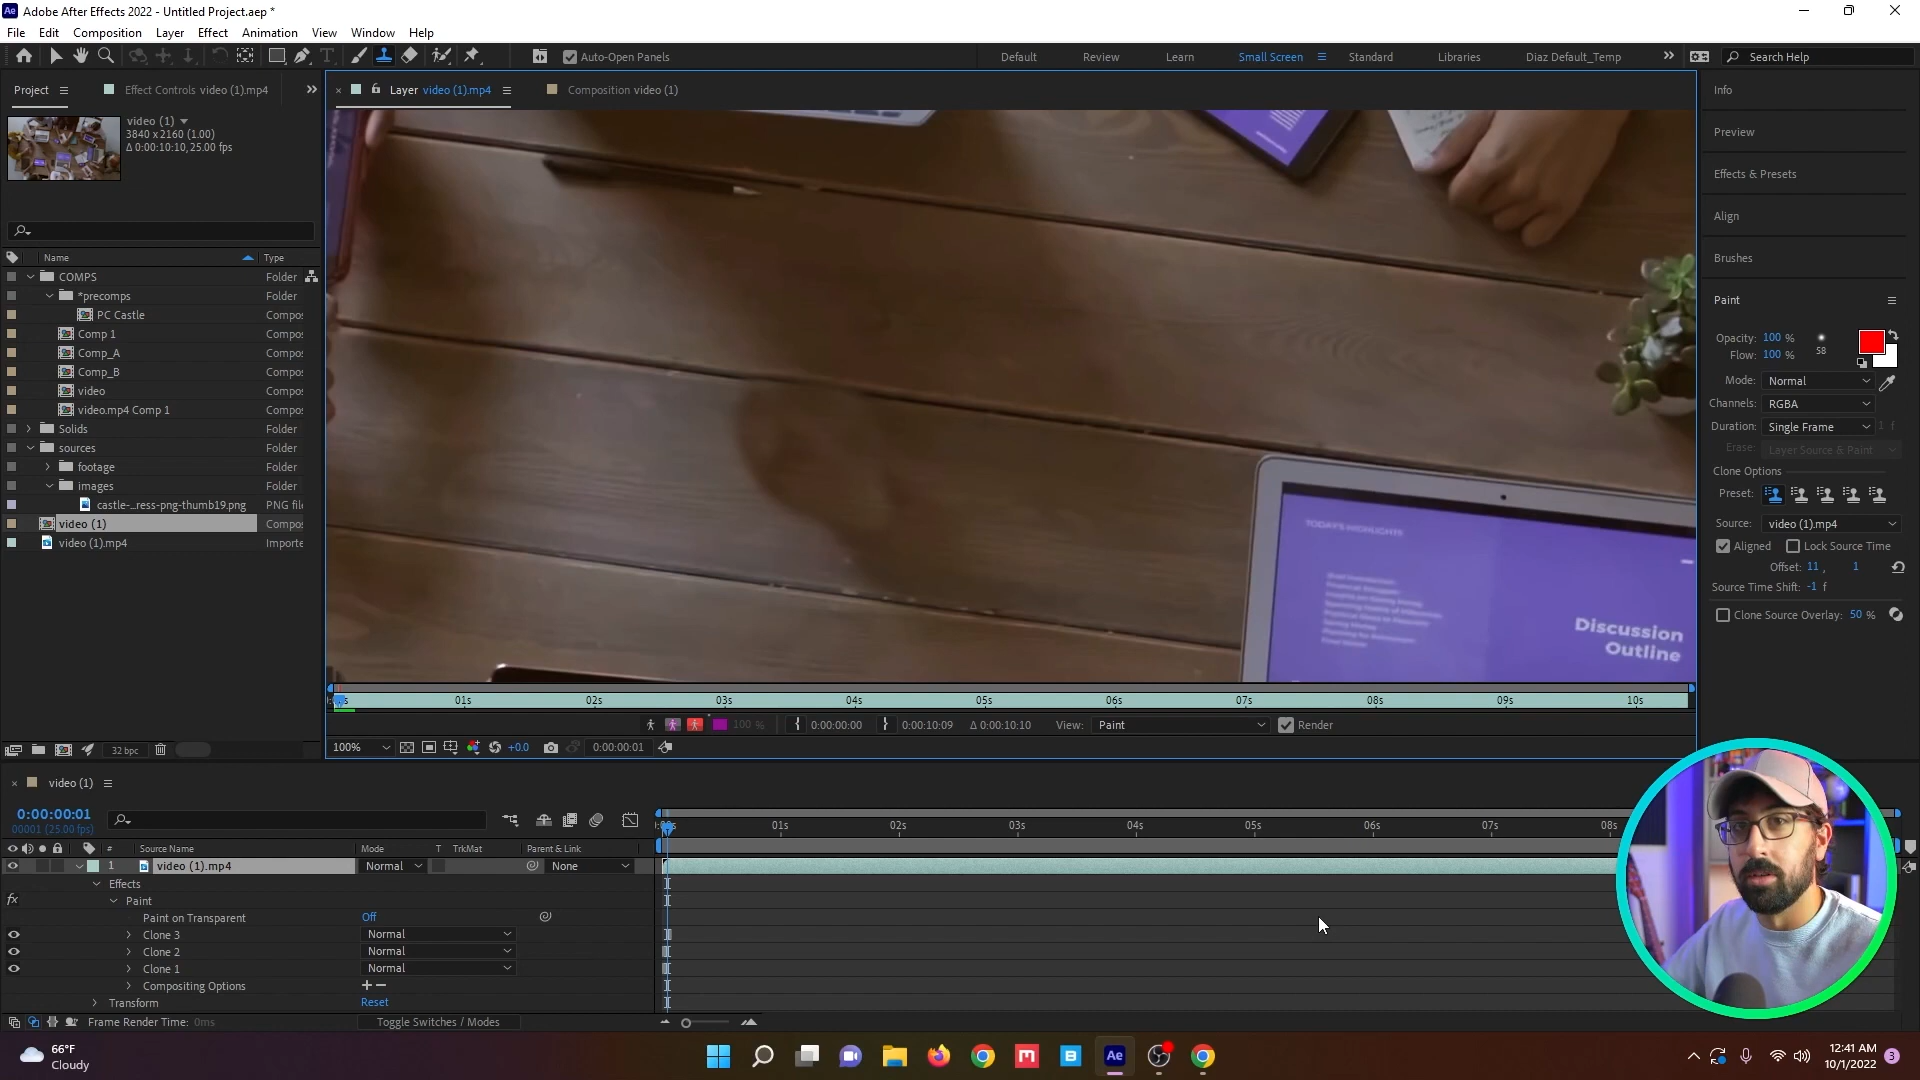 Adobe After Effects 2022 - Untitled Project.aep *
File Edit Composition Layer Effect Animation View Window Help
Auto-Open Panels
Default Review Learn Small Screen Standard Libraries Diaz Default_Temp
Search Help
Project
Effect Controls video (1).mp4
Layer video (1).mp4
Composition video (1)
video (1)
3840 x 2160 (1.00)
Δ 0:00:10:10, 25.00 fps
Name Type
COMPS Folder
*precomps Folder
PC Castle Compo
Comp 1 Compo
Comp_A Compo
Comp_B Compo
video Compo
video.mp4 Comp 1 Compo
Solids Folder
sources Folder
footage Folder
images Folder
castle-...ress-png-thumb19.png PNG file
video (1) Compo
video (1).mp4 Importe
32 bpc
TODAY'S HIGHLIGHTS
Discussion
Outline
01s 02s 03s 04s 05s 06s 07s 08s 09s 10s
100 % 0:00:00:00 0:00:10:09 Δ 0:00:10:10 View: Paint Render
100% +0.0 0:00:00:01
Info
Preview
Effects & Presets
Align
Brushes
Paint
Opacity: 100 %
Flow: 100 %
58
Mode: Normal
Channels: RGBA
Duration: Single Frame 1 f
Erase: Layer Source & Paint
Clone Options
Preset:
Source: video (1).mp4
Aligned Lock Source Time
Offset: 11 , 1
Source Time Shift: -1 f
Clone Source Overlay: 50 %
video (1)
0:00:00:01
00001 (25.00 fps)
01s 02s 03s 04s 05s 06s 07s 08s
# Source Name Mode T TrkMat Parent & Link
1 video (1).mp4 Normal None
Effects
fx Paint
Paint on Transparent Off
Clone 3 Normal
Clone 2 Normal
Clone 1 Normal
Compositing Options
Transform Reset
Frame Render Time: 0ms Toggle Switches / Modes
66°F
Cloudy
Ae
12:41 AM
10/1/2022
3